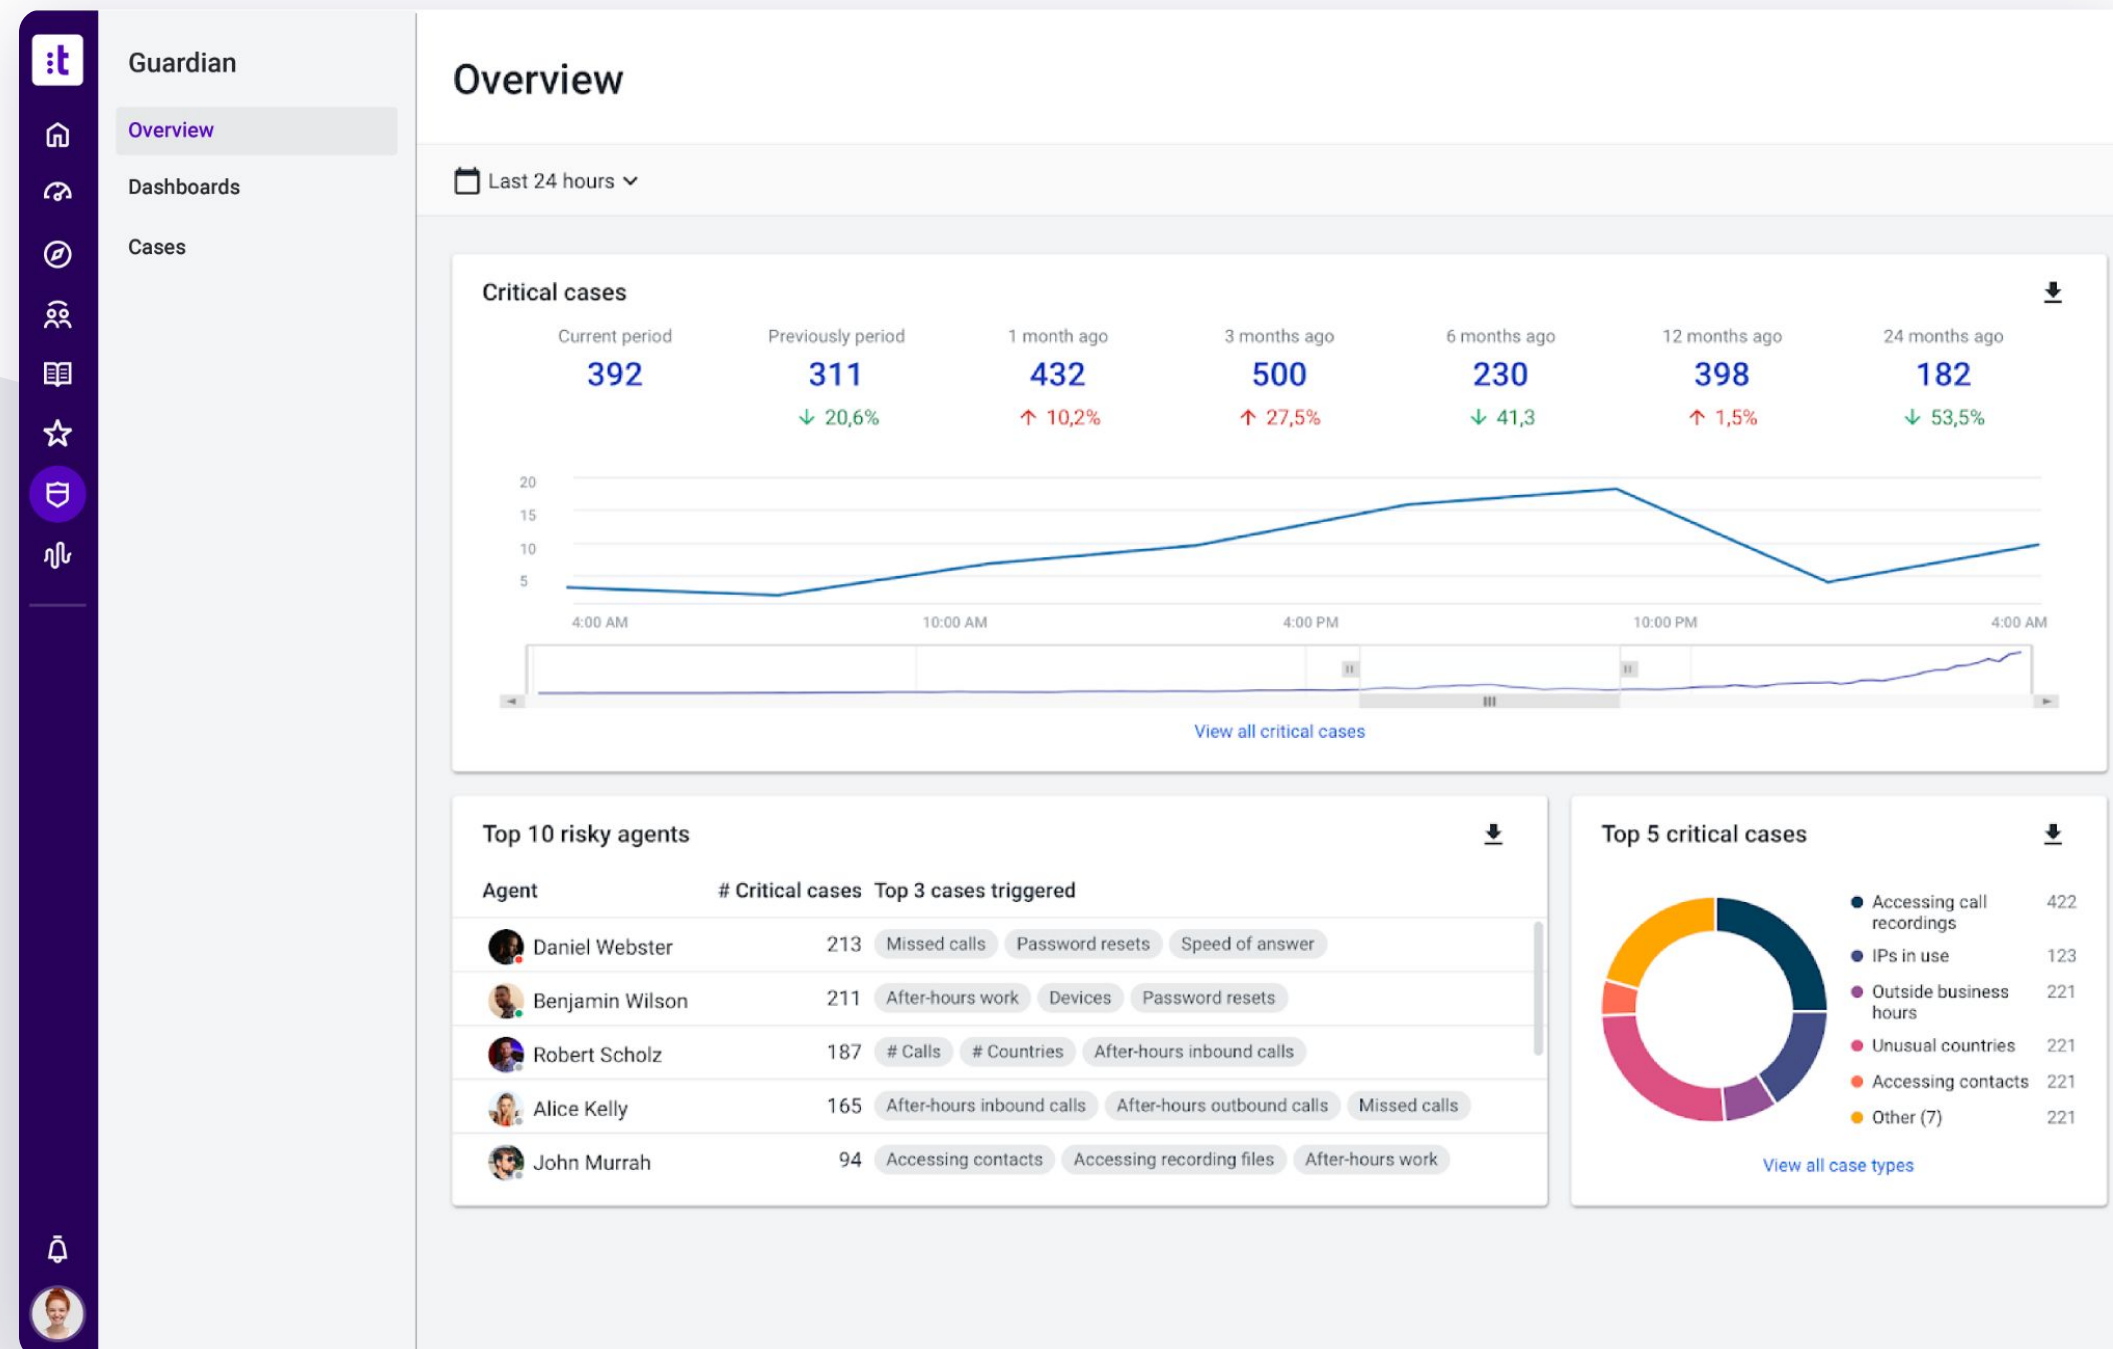 :t
Guardian
Overview
Dashboards
Cases
Overview
Last 24 hours
Critical cases
Current period Previously period 1 month ago 3 months ago 6 months ago 12 months ago 24 months ago
392 311 432 500 230 398 182
↓ 20,6% ↑ 10,2% ↑ 27,5% ↓ 41,3 ↑ 1,5% ↓ 53,5%
20
15
10
5
4:00 AM 10:00 AM 4:00 PM 10:00 PM 4:00 AM
View all critical cases
Top 10 risky agents
Agent # Critical cases Top 3 cases triggered
Daniel Webster 213 Missed calls Password resets Speed of answer
Benjamin Wilson 211 After-hours work Devices Password resets
Robert Scholz 187 # Calls # Countries After-hours inbound calls
Alice Kelly 165 After-hours inbound calls After-hours outbound calls Missed calls
John Murrah 94 Accessing contacts Accessing recording files After-hours work
Top 5 critical cases
Accessing call 422
recordings
IPs in use 123
Outside business 221
hours
Unusual countries 221
Accessing contacts 221
Other (7) 221
View all case types